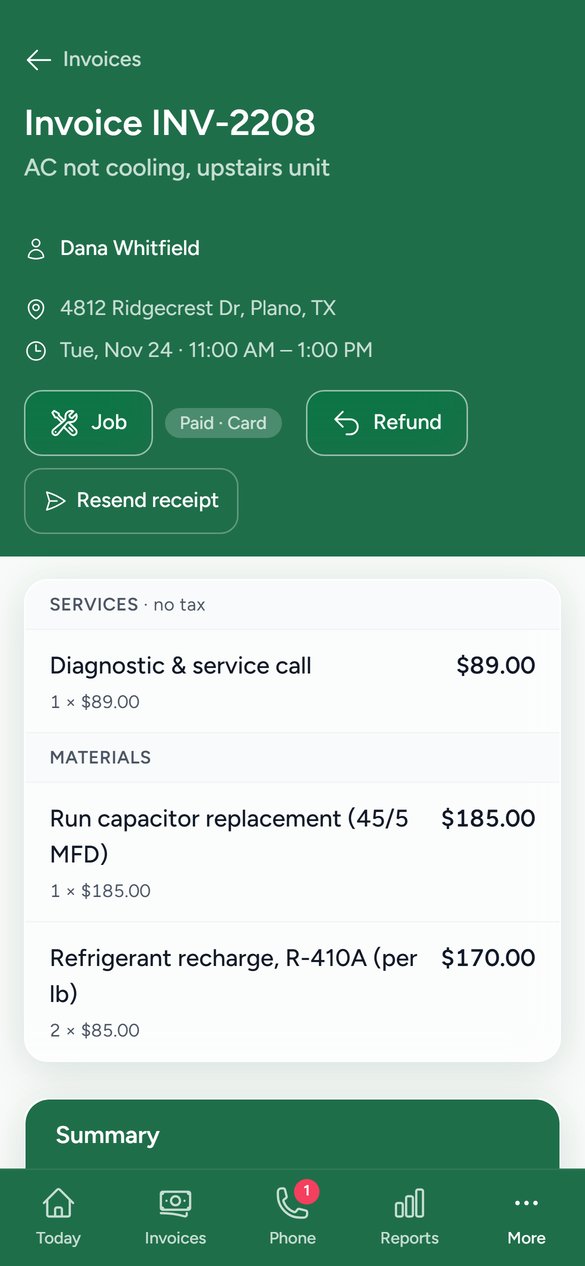 Invoices
Invoice INV-2208
AC not cooling, upstairs unit
Dana Whitfield
4812 Ridgecrest Dr, Plano, TX
Tue, Nov 24 · 11:00 AM – 1:00 PM
Job
Paid · Card
Refund
Resend receipt
SERVICES · no tax
Diagnostic & service call $89.00
1 × $89.00
MATERIALS
Run capacitor replacement (45/5 $185.00
MFD)
1 × $185.00
Refrigerant recharge, R-410A (per $170.00
lb)
2 × $85.00
Summary
1
Today Invoices Phone Reports More